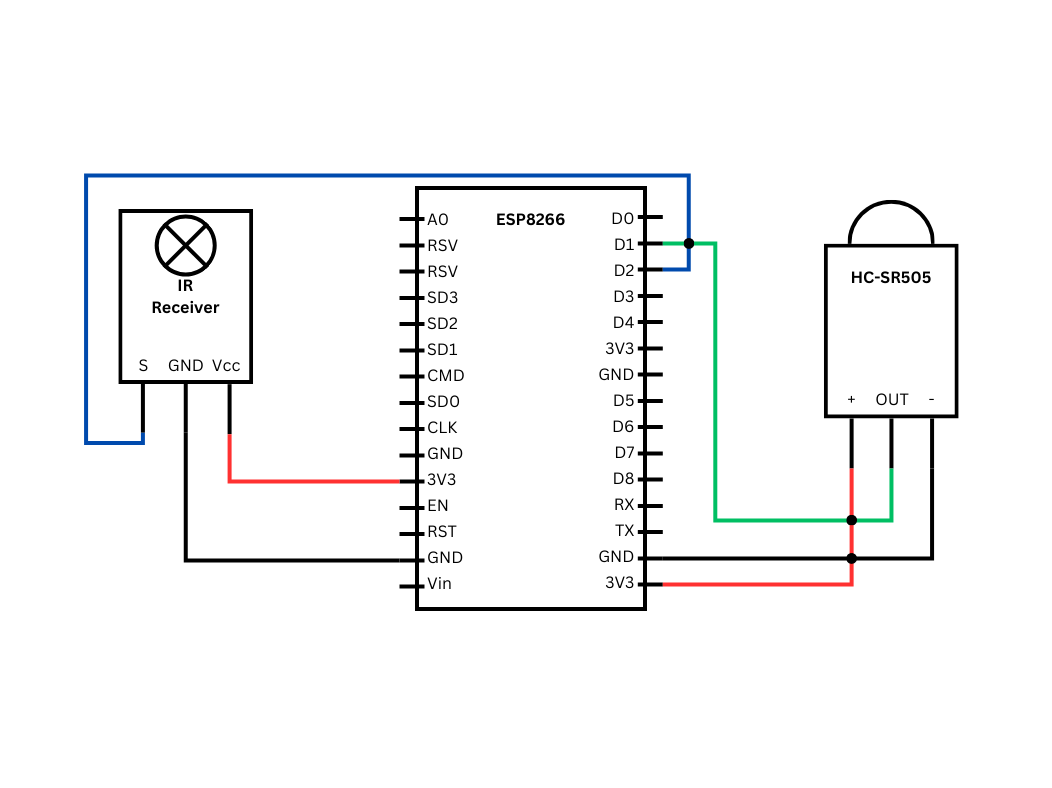 IR
Receiver
S GND Vcc
ESP8266
A0
RSV
RSV
SD3
SD2
SD1
CMD
SD0
CLK
GND
3V3
EN
RST
GND
Vin
D0
D1
D2
D3
D4
3V3
GND
D5
D6
D7
D8
RX
TX
GND
3V3
HC-SR505
+ OUT -